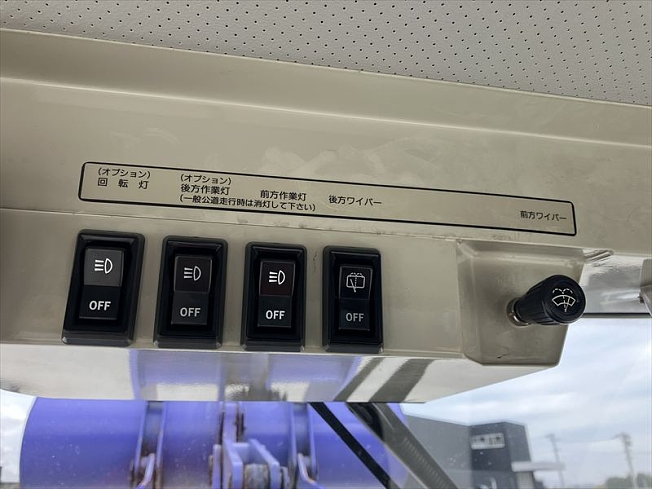 (オプション)
回 転 灯
(オプション)
後方作業灯
前方作業灯
(一般公道走行時は消灯して下さい)
後方ワイパー
前方ワイパー
OFF
OFF
OFF
OFF